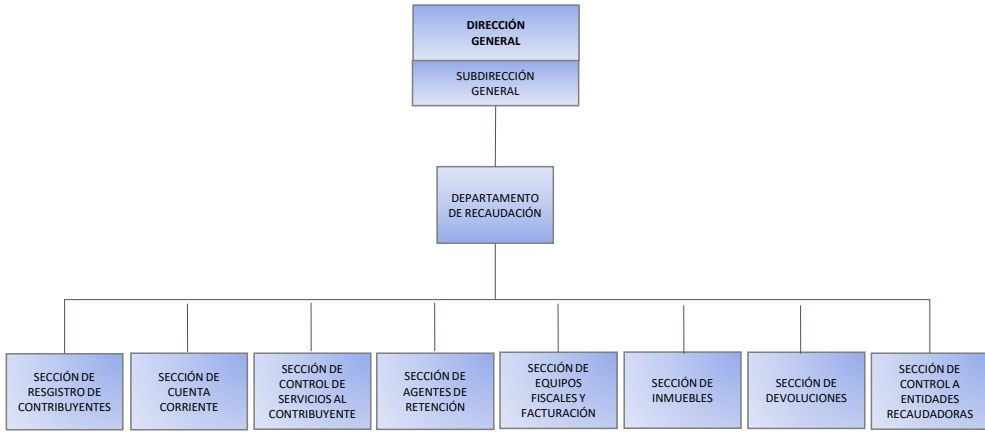 DIRECCIÓN
GENERAL
SUBDIRECCIÓN
GENERAL
DEPARTAMENTO
DE RECAUDACIÓN
SECCIÓN DE
RESGISTRO DE
CONTRIBUYENTES
SECCIÓN DE
CUENTA
CORRIENTE
SECCIÓN DE
CONTROL DE
SERVICIOS AL
CONTRIBUYENTE
SECCIÓN DE
AGENTES DE
RETENCIÓN
SECCIÓN DE
EQUIPOS
FISCALES Y
FACTURACIÓN
SECCIÓN DE
INMUEBLES
SECCIÓN DE
DEVOLUCIONES
SECCIÓN DE
CONTROL A
ENTIDADES
RECAUDADORAS